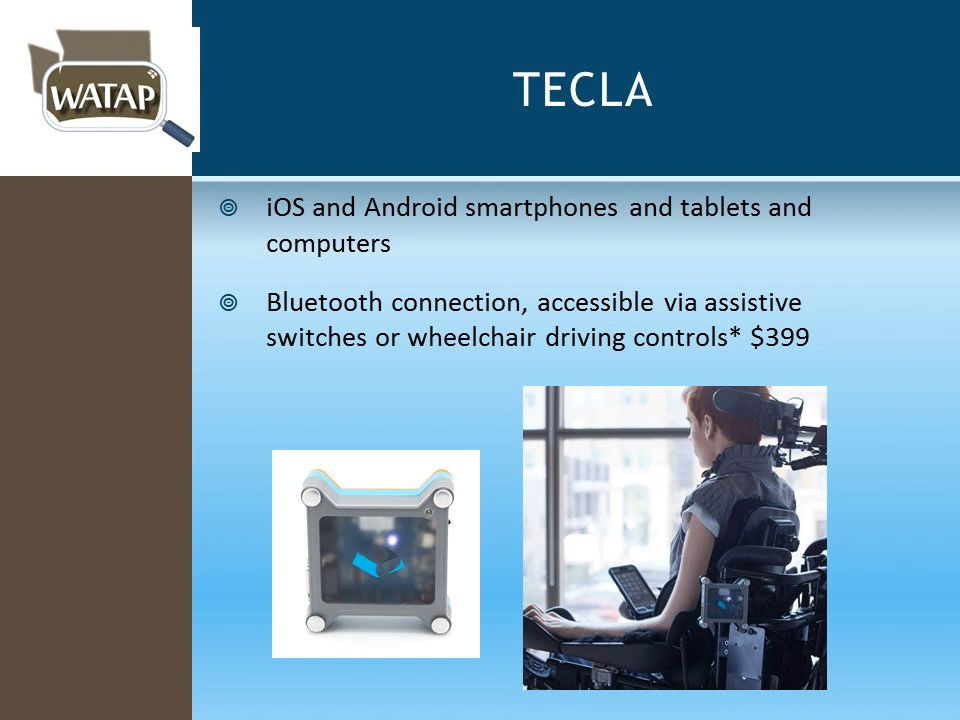 WATAP
TECLA
iOS and Android smartphones and tablets and
computers
Bluetooth connection, accessible via assistive
switches or wheelchair driving controls* $399